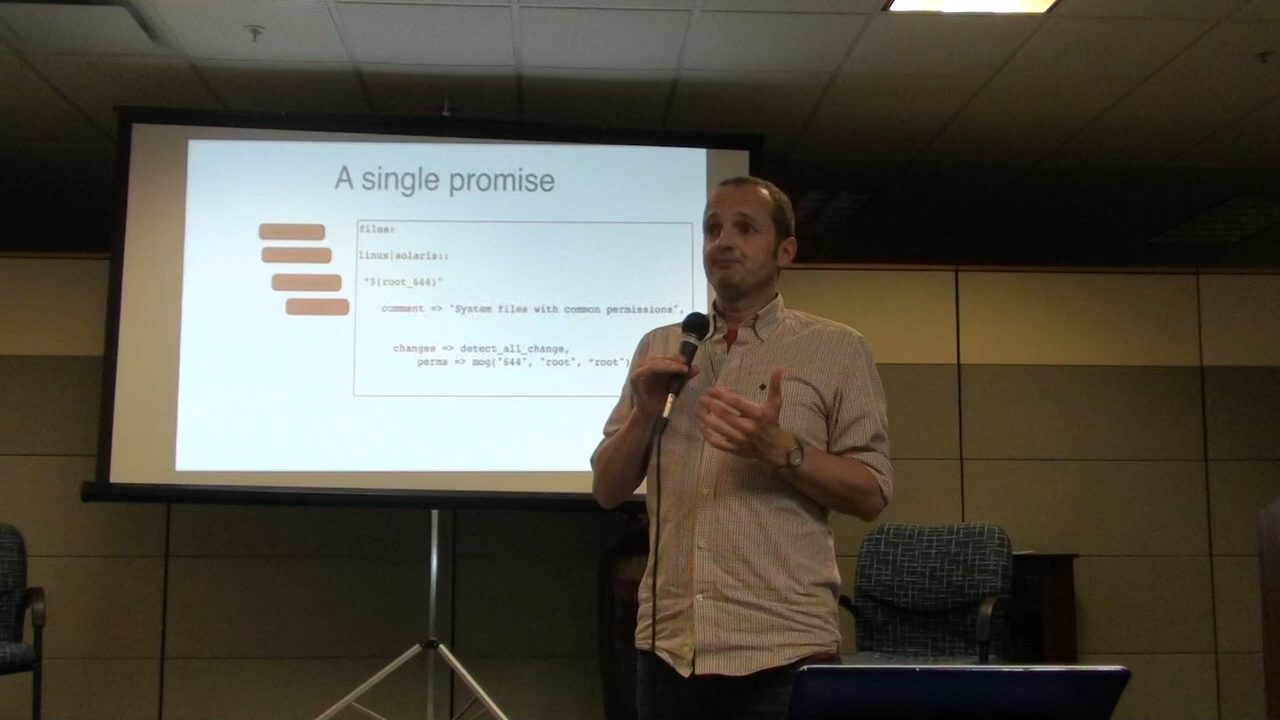 A single promise
files:
linux|solaris::
"$(root_644)"
comment => "System files with common permissions",
changes => detect_all_change,
perms => mog("644", "root", "root")